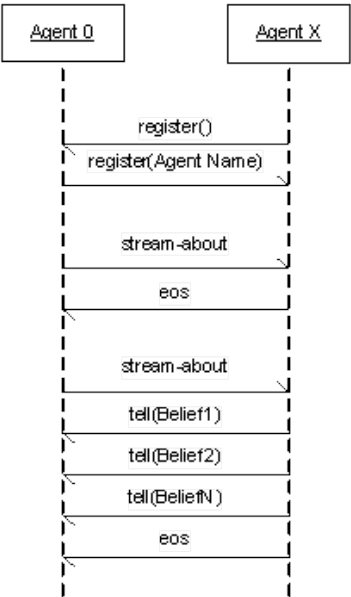 Agent 0
Agent X
register()
register(Agent Name)
stream-about
eos
stream-about
tell(Belief1)
tell(Belief2)
tell(BeliefN)
eos